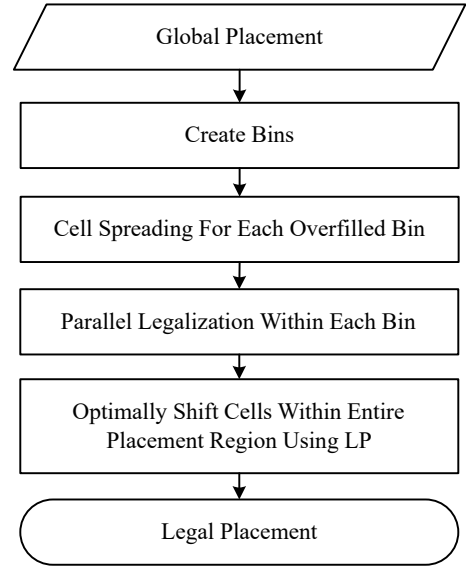 Global Placement
Create Bins
Cell Spreading For Each Overfilled Bin
Parallel Legalization Within Each Bin
Optimally Shift Cells Within Entire
Placement Region Using LP
Legal Placement